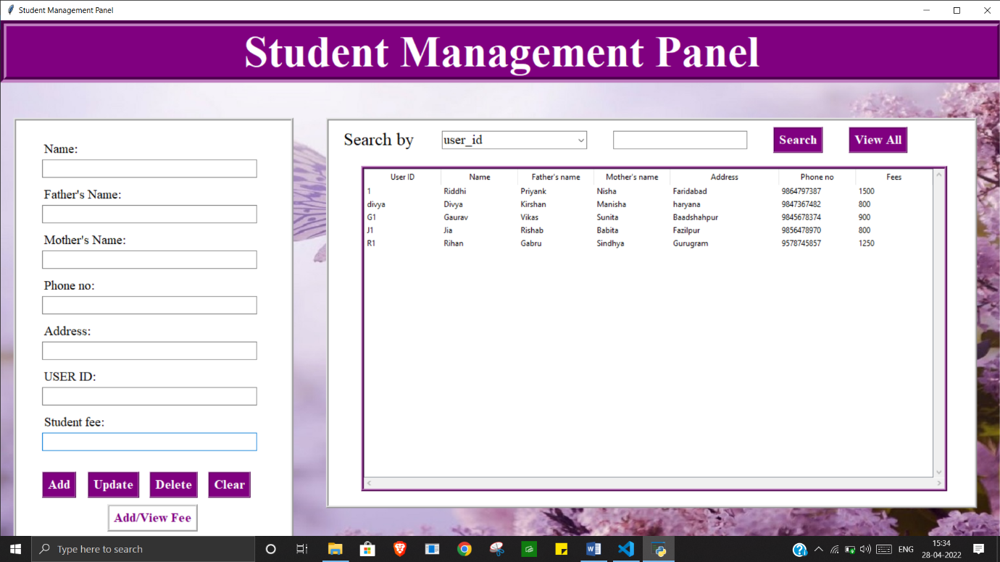 Student Management Panel
Student Management Panel
Name:
Father's Name:
Mother's Name:
Phone no:
Address:
USER ID:
Student fee:
Add Update Delete Clear
Add/View Fee
Search by user_id Search View All
User ID Name Father's name Mother's name Address Phone no Fees
1 Riddhi Priyank Nisha Faridabad 9864797387 1500
divya Divya Kirshan Manisha haryana 9847367482 800
G1 Gaurav Vikas Sunita Baadshahpur 9845678374 900
J1 Jia Rishab Babita Fazilpur 9856478970 800
R1 Rihan Gabru Sindhya Gurugram 9578745857 1250
Type here to search
ENG
15:34
28-04-2022